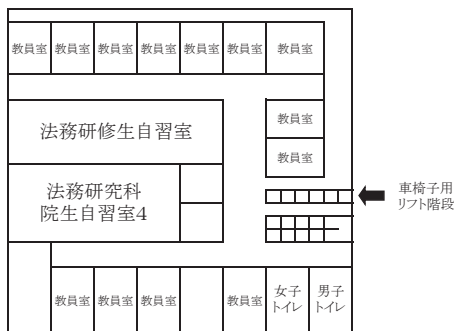 教員室 教員室 教員室 教員室 教員室 教員室 教員室
教員室
法務研修生自習室
教員室
法務研究科
院生自習室4
車椅子用
リフト階段
教員室 教員室 教員室 教員室
女子
トイレ
男子
トイレ